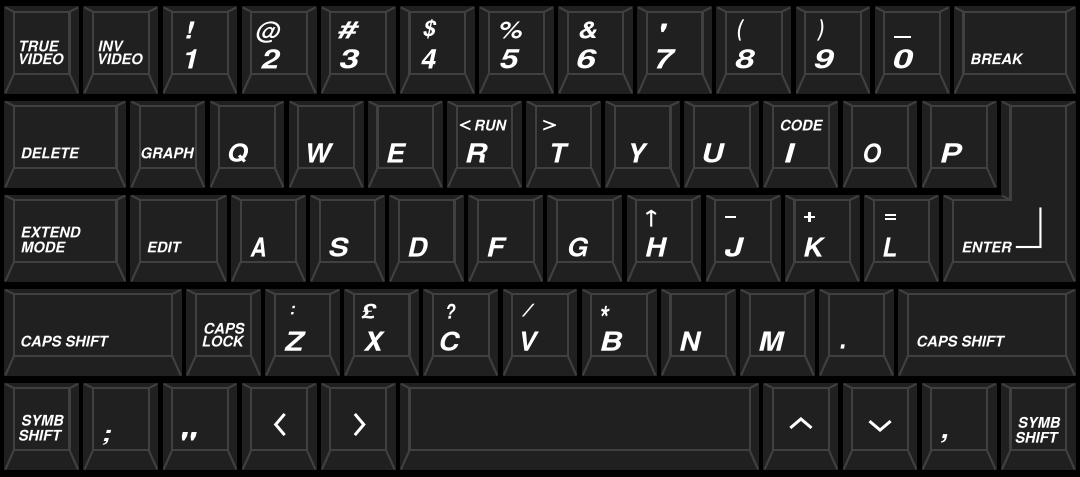 TRUE VIDEO
INV VIDEO
! 1
@ 2
# 3
$ 4
% 5
& 6
' 7
( 8
) 9
_ 0
BREAK
DELETE
GRAPH
Q
W
E
< RUN
R
>
T
Y
U
CODE
I
O
P
EXTEND
MODE
EDIT
A
S
D
F
G
↑
H
−
J
+
K
=
L
ENTER
CAPS SHIFT
CAPS
LOCK
:
Z
£
X
?
C
/
V
*
B
N
M
.
CAPS SHIFT
SYMB
SHIFT
;
"
<
>
^
⌄
,
SYMB
SHIFT